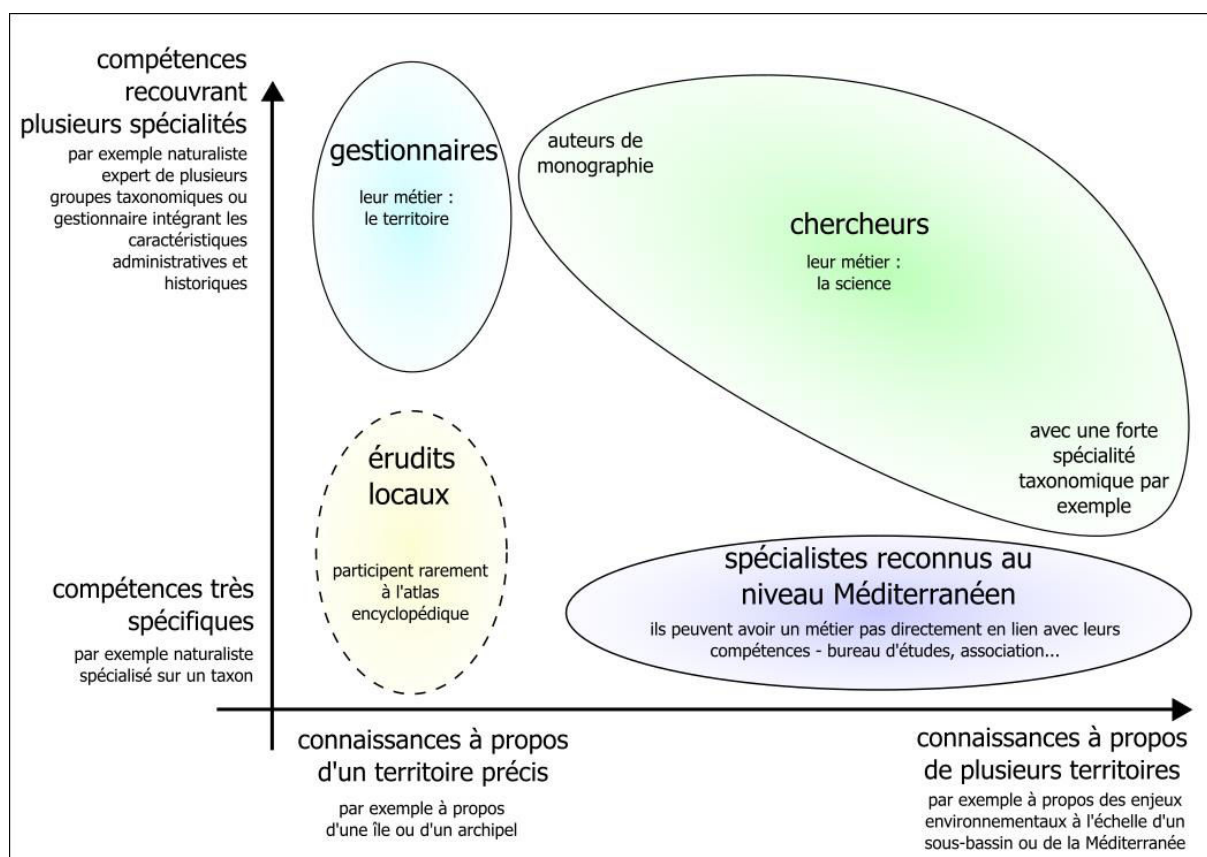 compétences
recouvrant
plusieurs spécialités
par exemple naturaliste
expert de plusieurs
groupes taxonomiques ou
gestionnaire intégrant les
caractéristiques
administratives et
historiques
gestionnaires
leur métier :
le territoire
auteurs de
monographie
chercheurs
leur métier :
la science
avec une forte
spécialité
taxonomique par
exemple
érudits
locaux
participent rarement
à l'atlas
encyclopédique
spécialistes reconnus au
niveau Méditerranéen
ils peuvent avoir un métier pas directement en lien avec leurs
compétences - bureau d'études, association...
compétences très
spécifiques
par exemple naturaliste
spécialisé sur un taxon
connaissances à propos
d'un territoire précis
par exemple à propos
d'une île ou d'un archipel
connaissances à propos
de plusieurs territoires
par exemple à propos des enjeux
environnementaux à l'échelle d'un
sous-bassin ou de la Méditerranée